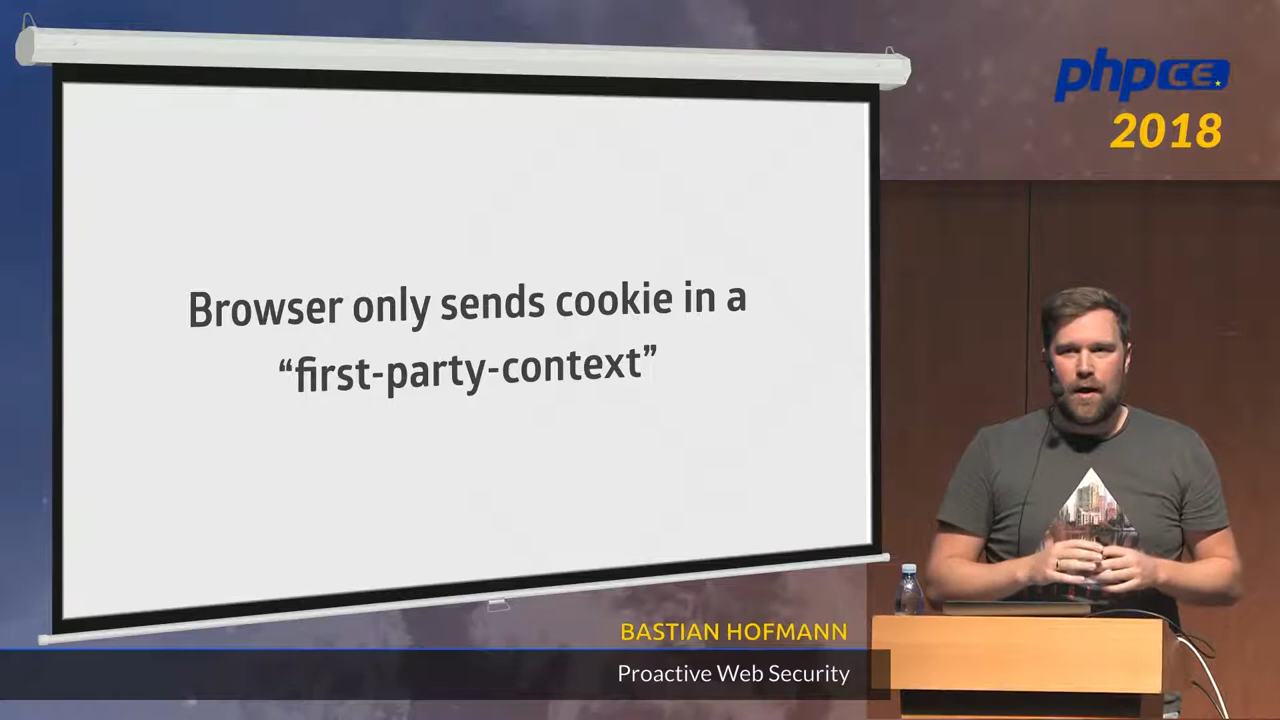 phpCE
2018
Browser only sends cookie in a
“first-party-context”
BASTIAN HOFMANN
Proactive Web Security